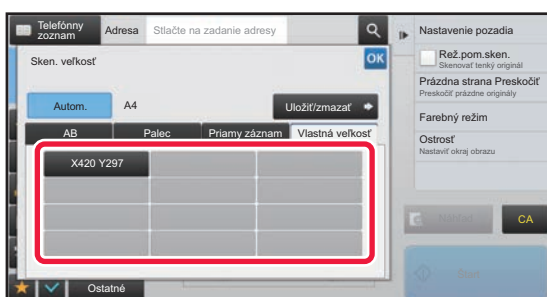 Telefónny
zoznam
Adresa
Stlačte na zadanie adresy
Sken. veľkosť
OK
Autom.
A4
Uložiť/zmazať
AB
Palec
Priamy záznam
Vlastná veľkosť
X420 Y297
Ostatné
Nastavenie pozadia
Rež.pom.sken.
Skenovať tenký originál
Prázdna strana Preskočiť
Preskočiť prázdne originály
Farebný režim
Ostrosť
Nastaviť okraj obrazu
Náhľad
CA
Štart